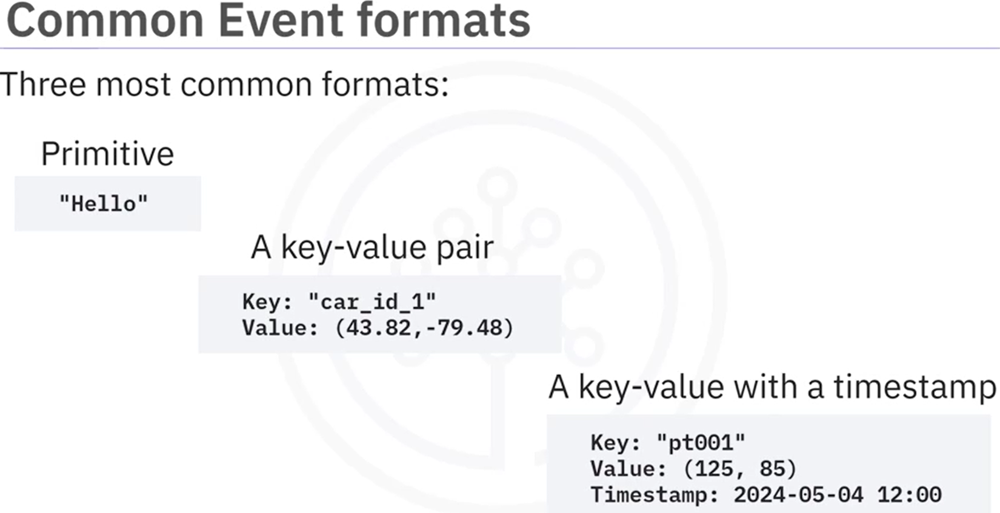 Common Event formats
Three most common formats:
Primitive
"Hello"
A key-value pair
Key: "car_id_1"
Value: (43.82,-79.48)
A key-value with a timestamp
Key: "pt001"
Value: (125, 85)
Timestamp: 2024-05-04 12:00